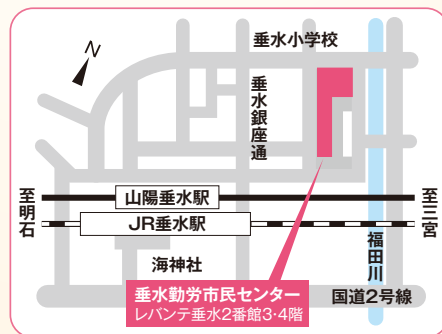 垂水小学校
N
垂水銀座通
山陽垂水駅
至明石
至三宮
JR垂水駅
福田川
海神社
垂水勤労市民センター
レバンテ垂水2番館3・4階
国道2号線